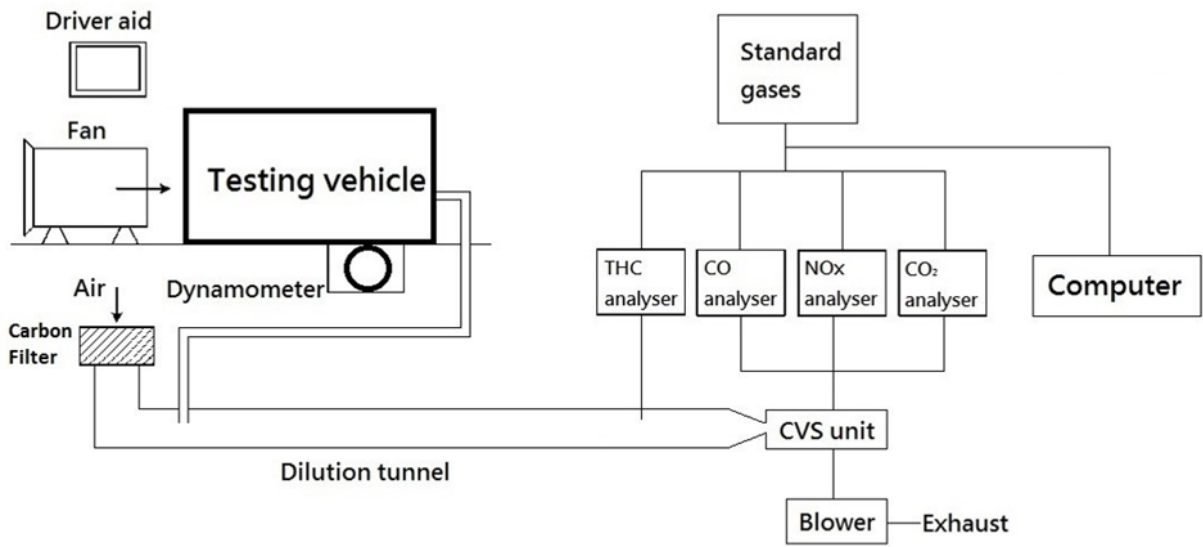 Driver aid
Fan
Testing vehicle
Air
Dynamometer
Carbon
Filter
Dilution tunnel
Standard
gases
THC
analyser
CO
analyser
NOx
analyser
CO₂
analyser
Computer
CVS unit
Blower
Exhaust